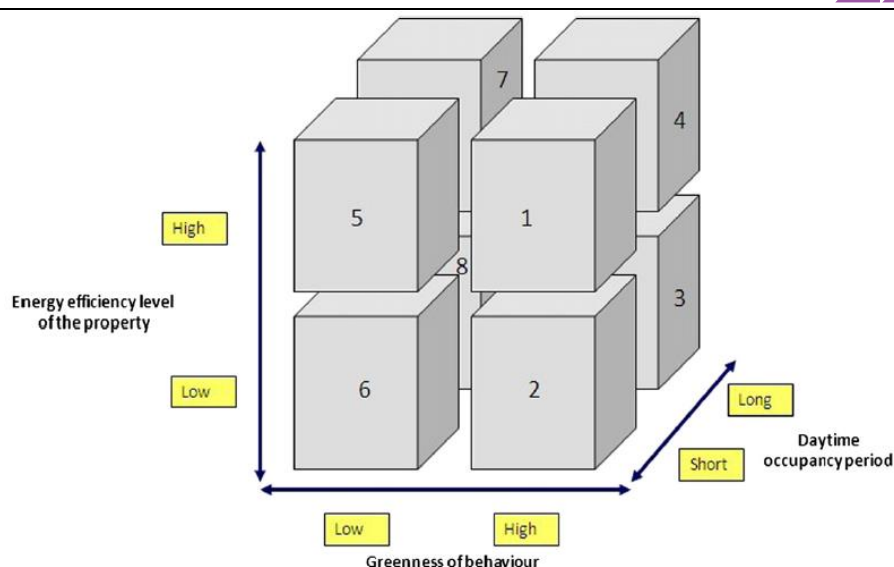 7
4
5
1
High
8
Energy efficiency level
of the property
3
6
2
Low
Long
Daytime
occupancy period
Short
Low
High
Greenness of behaviour